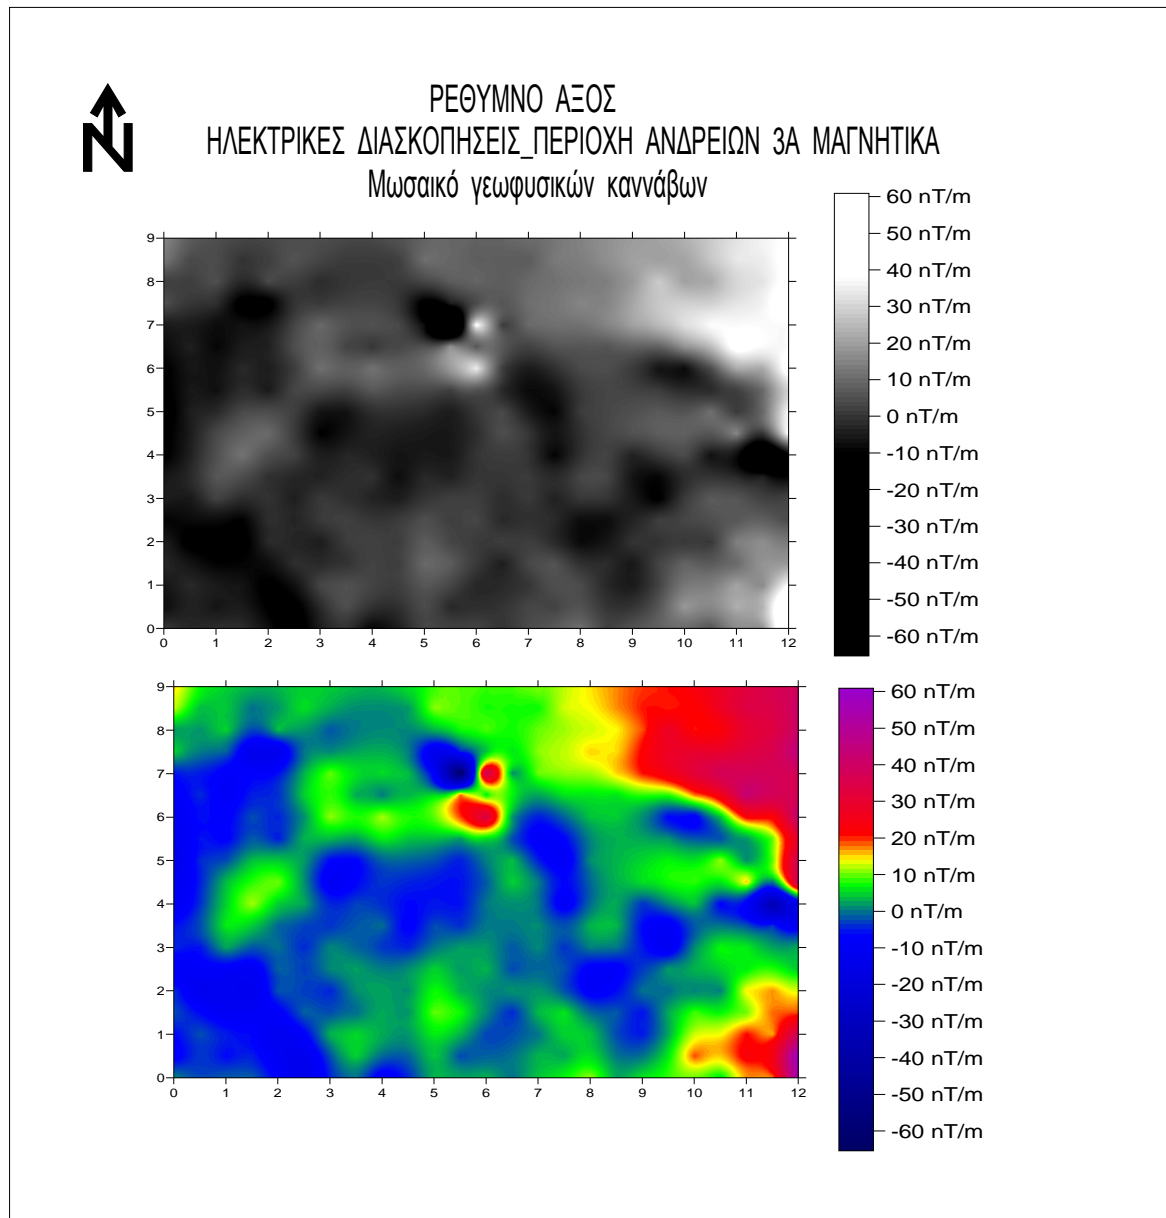 N
ΡΕΘΥΜΝΟ ΑΞΟΣ
ΗΛΕΚΤΡΙΚΕΣ ΔΙΑΣΚΟΠΗΣΕΙΣ_ΠΕΡΙΟΧΗ ΑΝΔΡΕΙΩΝ 3Α ΜΑΓΝΗΤΙΚΑ
Μωσαικό γεωφυσικών καννάβων
60 nT/m
50 nT/m
40 nT/m
30 nT/m
20 nT/m
10 nT/m
0 nT/m
-10 nT/m
-20 nT/m
-30 nT/m
-40 nT/m
-50 nT/m
-60 nT/m
9
8
7
6
5
4
3
2
1
0
0 1 2 3 4 5 6 7 8 9 10 11 12
60 nT/m
50 nT/m
40 nT/m
30 nT/m
20 nT/m
10 nT/m
0 nT/m
-10 nT/m
-20 nT/m
-30 nT/m
-40 nT/m
-50 nT/m
-60 nT/m
9
8
7
6
5
4
3
2
1
0
0 1 2 3 4 5 6 7 8 9 10 11 12